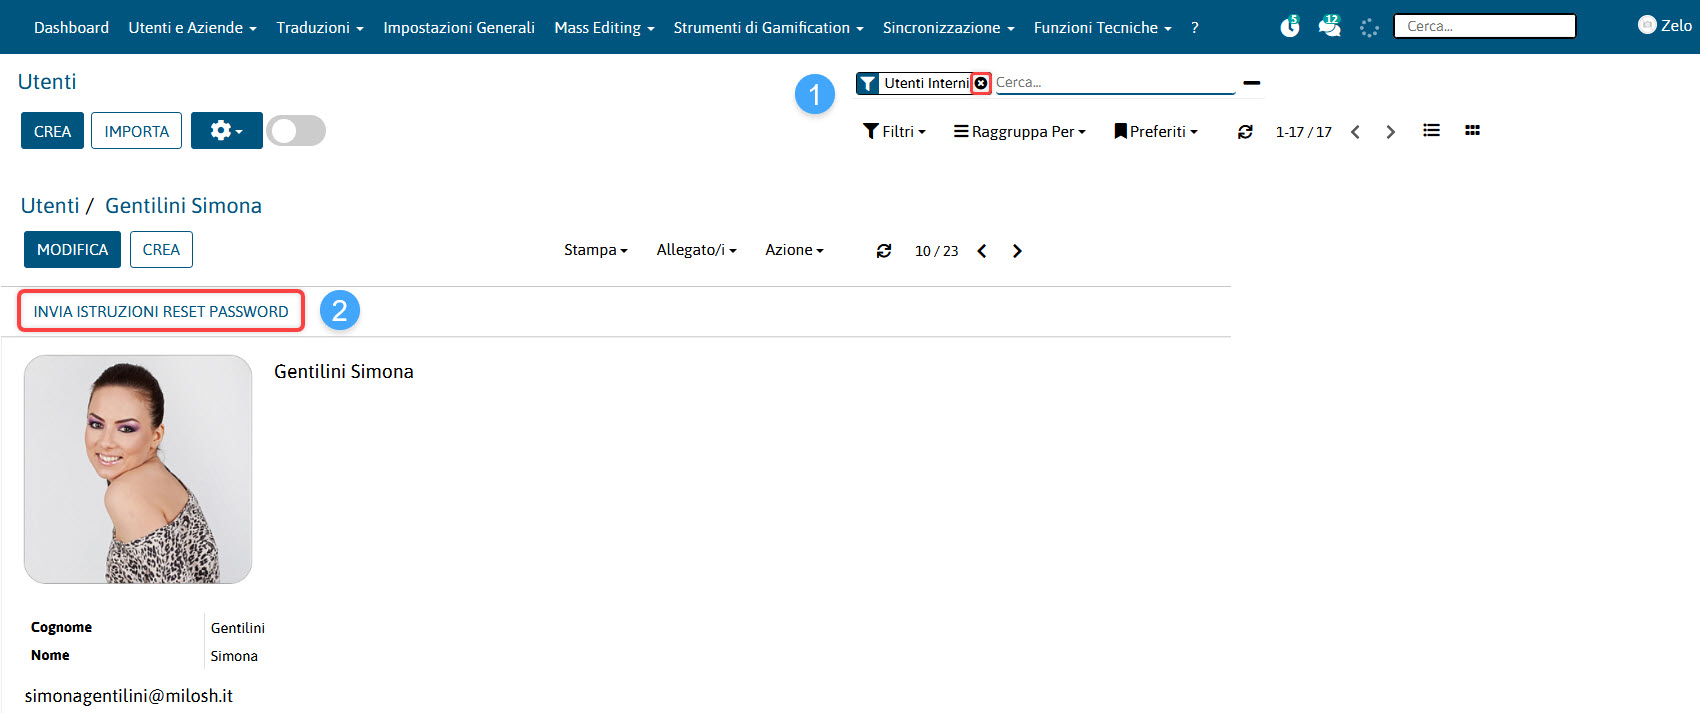 Dashboard Utenti e Aziende Traduzioni Impostazioni Generali Mass Editing Strumenti di Gamification Sincronizzazione Funzioni Tecniche ? 5 12 Cerca... Zelo
Utenti
1
Utenti Interni Cerca...
CREA IMPORTA
Filtri Raggruppa Per Preferiti 1-17 / 17
Utenti / Gentilini Simona
MODIFICA CREA
Stampa Allegato/i Azione 10 / 23
INVIA ISTRUZIONI RESET PASSWORD
2
Gentilini Simona
Cognome Gentilini
Nome Simona
simonagentilini@milosh.it